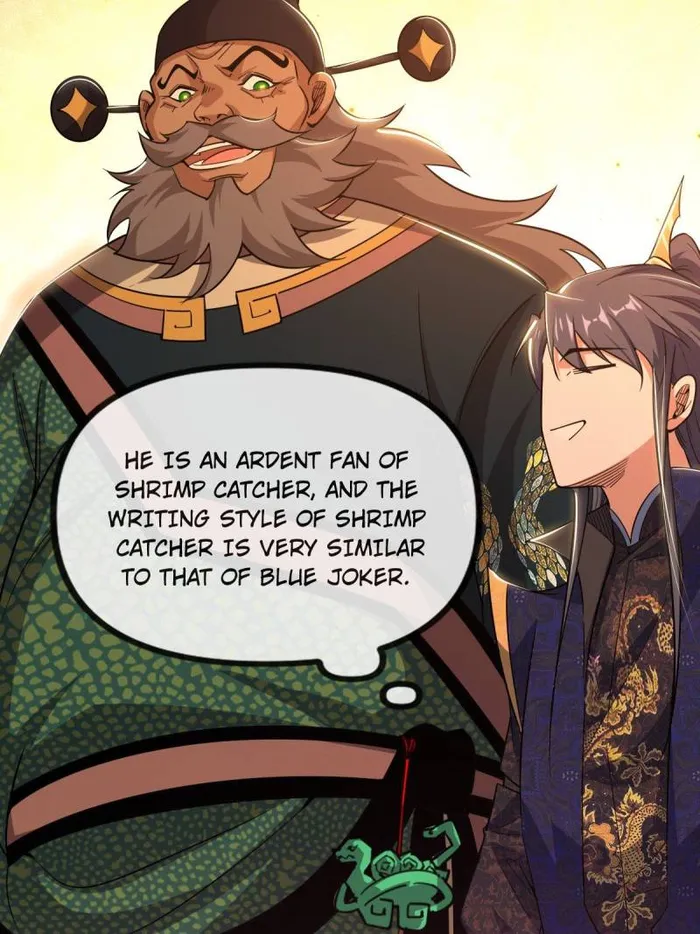 HE IS AN ARDENT FAN OF
SHRIMP CATCHER, AND THE
WRITING STYLE OF SHRIMP
CATCHER IS VERY SIMILAR
TO THAT OF BLUE JOKER.